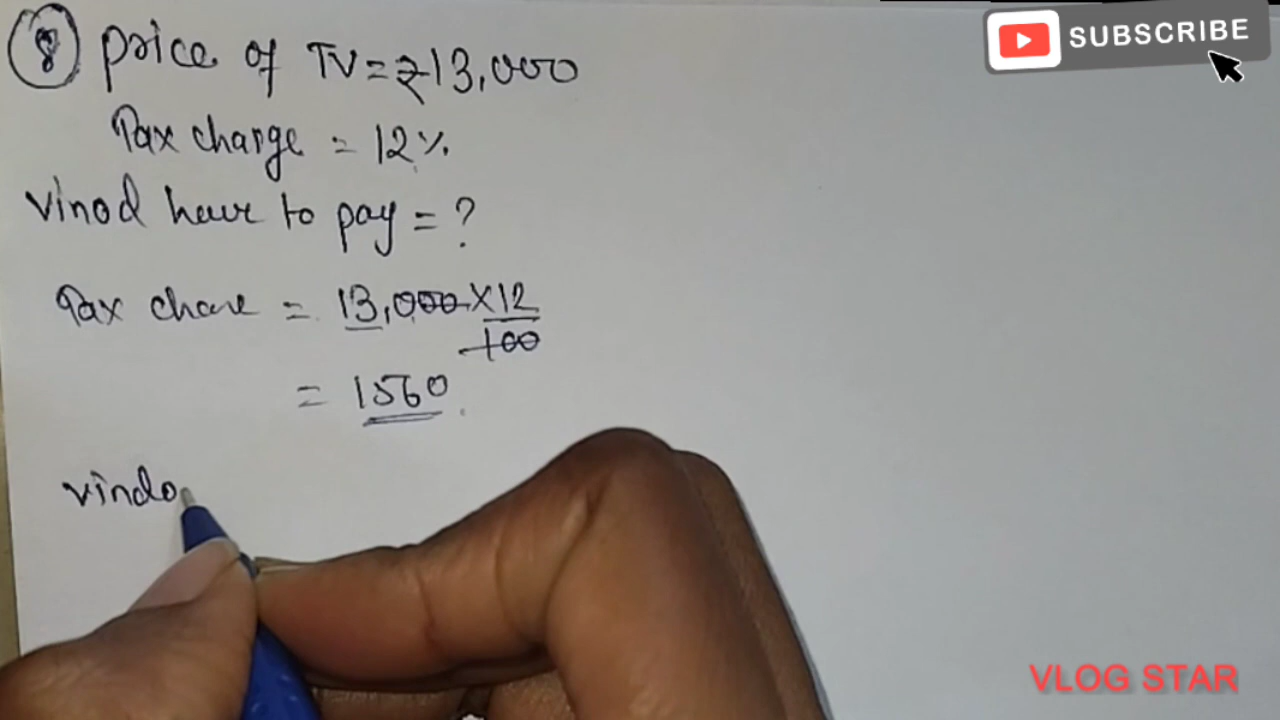 8 price of TV = ₹13,000
SUBSCRIBE
Tax charge = 12%
Vinod have to pay = ?
Tax chare = 13,000 × 12
100
= 1560
vindo
VLOG STAR